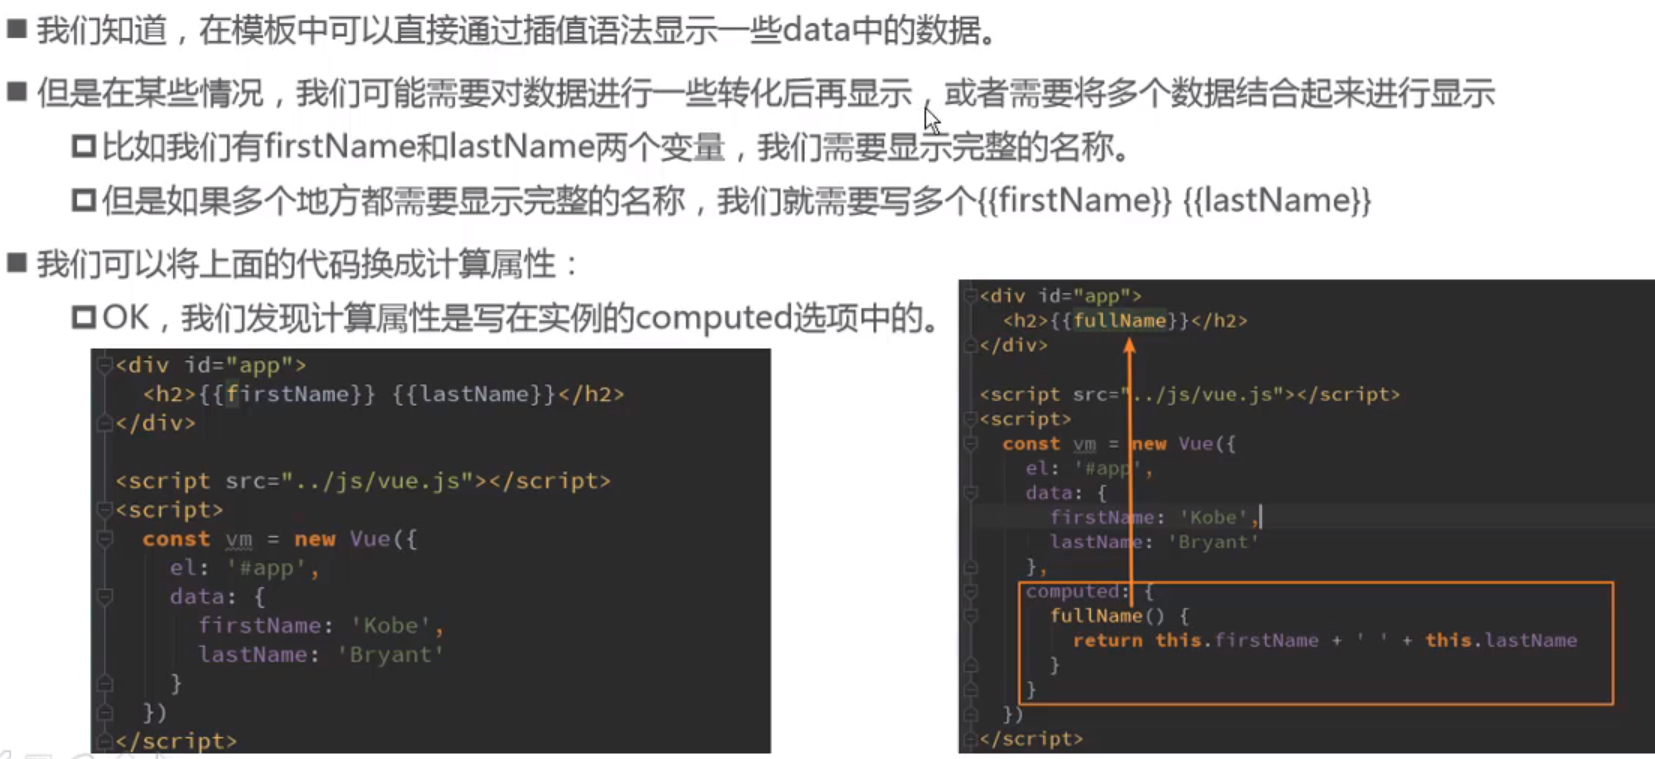 我们知道，在模板中可以直接通过插值语法显示一些data中的数据。
但是在某些情况，我们可能需要对数据进行一些转化后再显示，或者需要将多个数据结合起来进行显示
比如我们有firstName和lastName两个变量，我们需要显示完整的名称。
但是如果多个地方都需要显示完整的名称，我们就需要写多个{{firstName}} {{lastName}}
我们可以将上面的代码换成计算属性：
OK，我们发现计算属性是写在实例的computed选项中的。
<div id="app">
<h2>{{firstName}} {{lastName}}</h2>
</div>
<script src="../js/vue.js"></script>
<script>
const vm = new Vue({
el: '#app',
data: {
firstName: 'Kobe',
lastName: 'Bryant'
}
})
</script>
<div id="app">
<h2>{{fullName}}</h2>
</div>
<script src="../js/vue.js"></script>
<script>
const vm = new Vue({
el: '#app',
data: {
firstName: 'Kobe',
lastName: 'Bryant'
},
computed: {
fullName() {
return this.firstName + ' ' + this.lastName
}
}
})
</script>